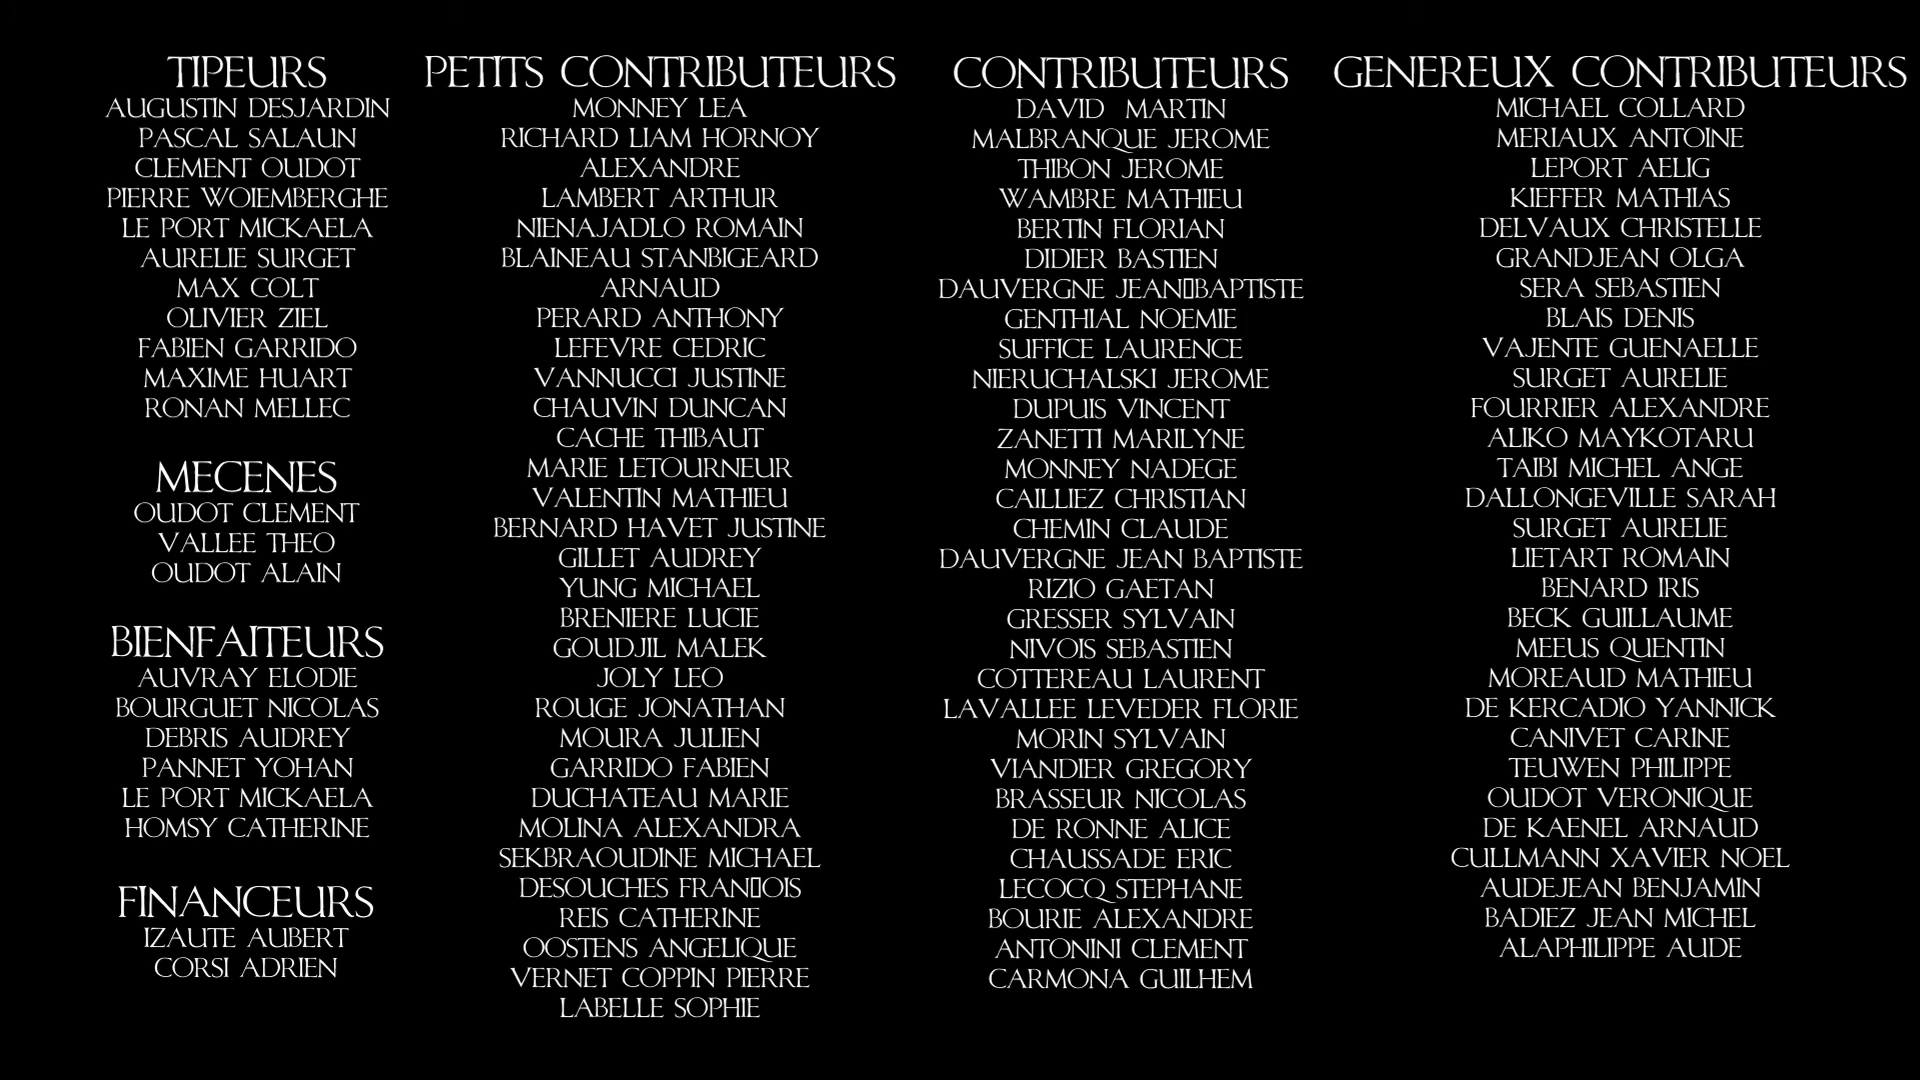 TIPEURS
AUGUSTIN DESJARDIN
PASCAL SALAUN
CLEMENT OUDOT
PIERRE WOIEMBERGHE
LE PORT MICKAELA
AURELIE SURGET
MAX COLT
OLIVIER ZIEL
FABIEN GARRIDO
MAXIME HUART
RONAN MELLEC
MECENES
OUDOT CLEMENT
VALLEE THEO
OUDOT ALAIN
BIENFAITEURS
AUVRAY ELODIE
BOURGUET NICOLAS
DEBRIS AUDREY
PANNET YOHAN
LE PORT MICKAELA
HOMSY CATHERINE
FINANCEURS
IZAUTE AUBERT
CORSI ADRIEN
PETITS CONTRIBUTEURS
MONNEY LEA
RICHARD LIAM HORNOY
ALEXANDRE
LAMBERT ARTHUR
NIENAJADLO ROMAIN
BLAINEAU STANBIGEARD
ARNAUD
PERARD ANTHONY
LEFEVRE CEDRIC
VANNUCCI JUSTINE
CHAUVIN DUNCAN
CACHE THIBAUT
MARIE LETOURNEUR
VALENTIN MATHIEU
BERNARD HAVET JUSTINE
GILLET AUDREY
YUNG MICHAEL
BRENIERE LUCIE
GOUDJIL MALEK
JOLY LEO
ROUGE JONATHAN
MOURA JULIEN
GARRIDO FABIEN
DUCHATEAU MARIE
MOLINA ALEXANDRA
SEKBRAOUDINE MICHAEL
DESOUCHES FRAN▯OIS
REIS CATHERINE
OOSTENS ANGELIQUE
VERNET COPPIN PIERRE
LABELLE SOPHIE
CONTRIBUTEURS
DAVID  MARTIN
MALBRANQUE JEROME
THIBON JEROME
WAMBRE MATHIEU
BERTIN FLORIAN
DIDIER BASTIEN
DAUVERGNE JEAN▯BAPTISTE
GENTHIAL NOEMIE
SUFFICE LAURENCE
NIERUCHALSKI JEROME
DUPUIS VINCENT
ZANETTI MARILYNE
MONNEY NADEGE
CAILLIEZ CHRISTIAN
CHEMIN CLAUDE
DAUVERGNE JEAN BAPTISTE
RIZIO GAETAN
GRESSER SYLVAIN
NIVOIS SEBASTIEN
COTTEREAU LAURENT
LAVALLEE LEVEDER FLORIE
MORIN SYLVAIN
VIANDIER GREGORY
BRASSEUR NICOLAS
DE RONNE ALICE
CHAUSSADE ERIC
LECOCQ STEPHANE
BOURIE ALEXANDRE
ANTONINI CLEMENT
CARMONA GUILHEM
GENEREUX CONTRIBUTEURS
MICHAEL COLLARD
MERIAUX ANTOINE
LEPORT AELIG
KIEFFER MATHIAS
DELVAUX CHRISTELLE
GRANDJEAN OLGA
SERA SEBASTIEN
BLAIS DENIS
VAJENTE GUENAELLE
SURGET AURELIE
FOURRIER ALEXANDRE
ALIKO MAYKOTARU
TAIBI MICHEL ANGE
DALLONGEVILLE SARAH
SURGET AURELIE
LIETART ROMAIN
BENARD IRIS
BECK GUILLAUME
MEEUS QUENTIN
MOREAUD MATHIEU
DE KERCADIO YANNICK
CANIVET CARINE
TEUWEN PHILIPPE
OUDOT VERONIQUE
DE KAENEL ARNAUD
CULLMANN XAVIER NOEL
AUDEJEAN BENJAMIN
BADIEZ JEAN MICHEL
ALAPHILIPPE AUDE